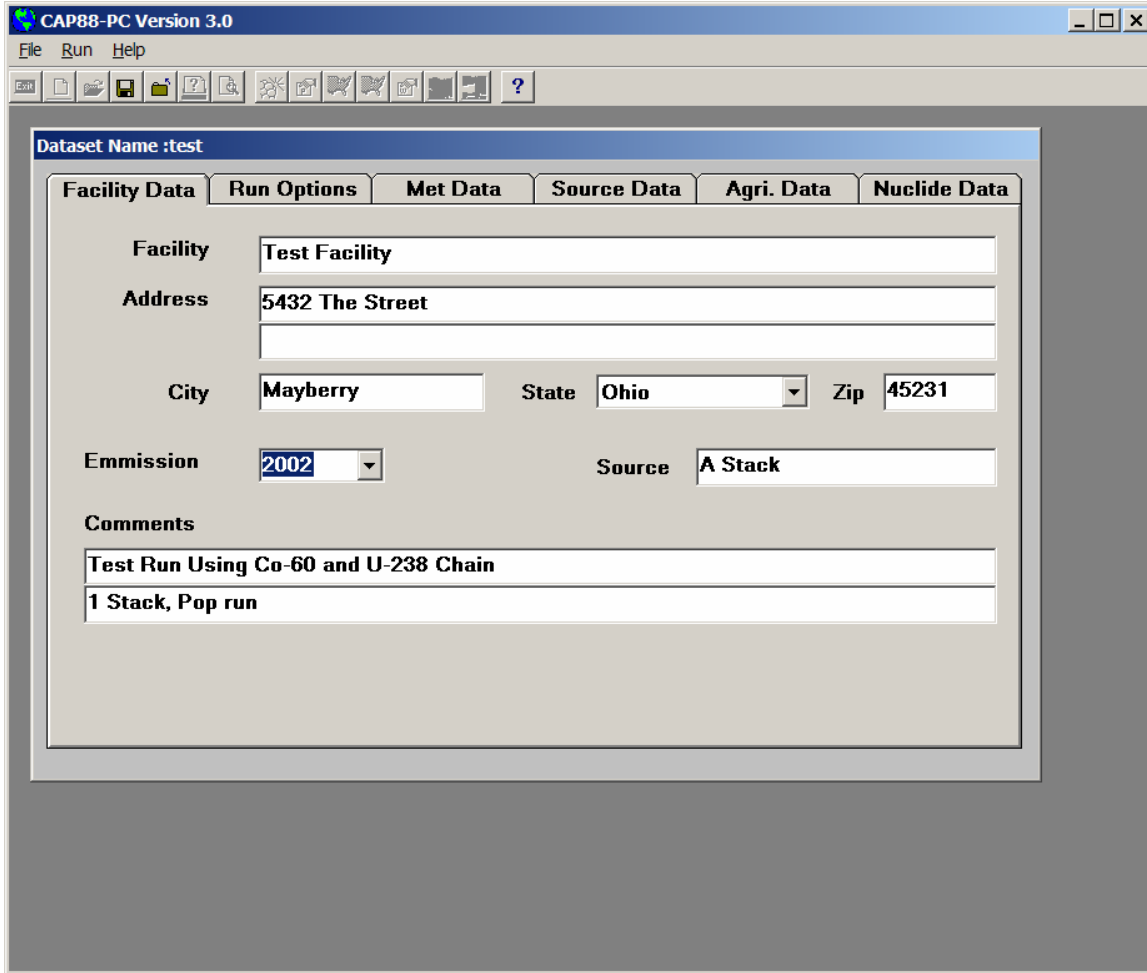 CAP88-PC Version 3.0
File Run Help
Exit ?
Dataset Name :test
Facility Data Run Options Met Data Source Data Agri. Data Nuclide Data
Facility Test Facility
Address 5432 The Street
City Mayberry State Ohio Zip 45231
Emmission 2002 Source A Stack
Comments
Test Run Using Co-60 and U-238 Chain
1 Stack, Pop run